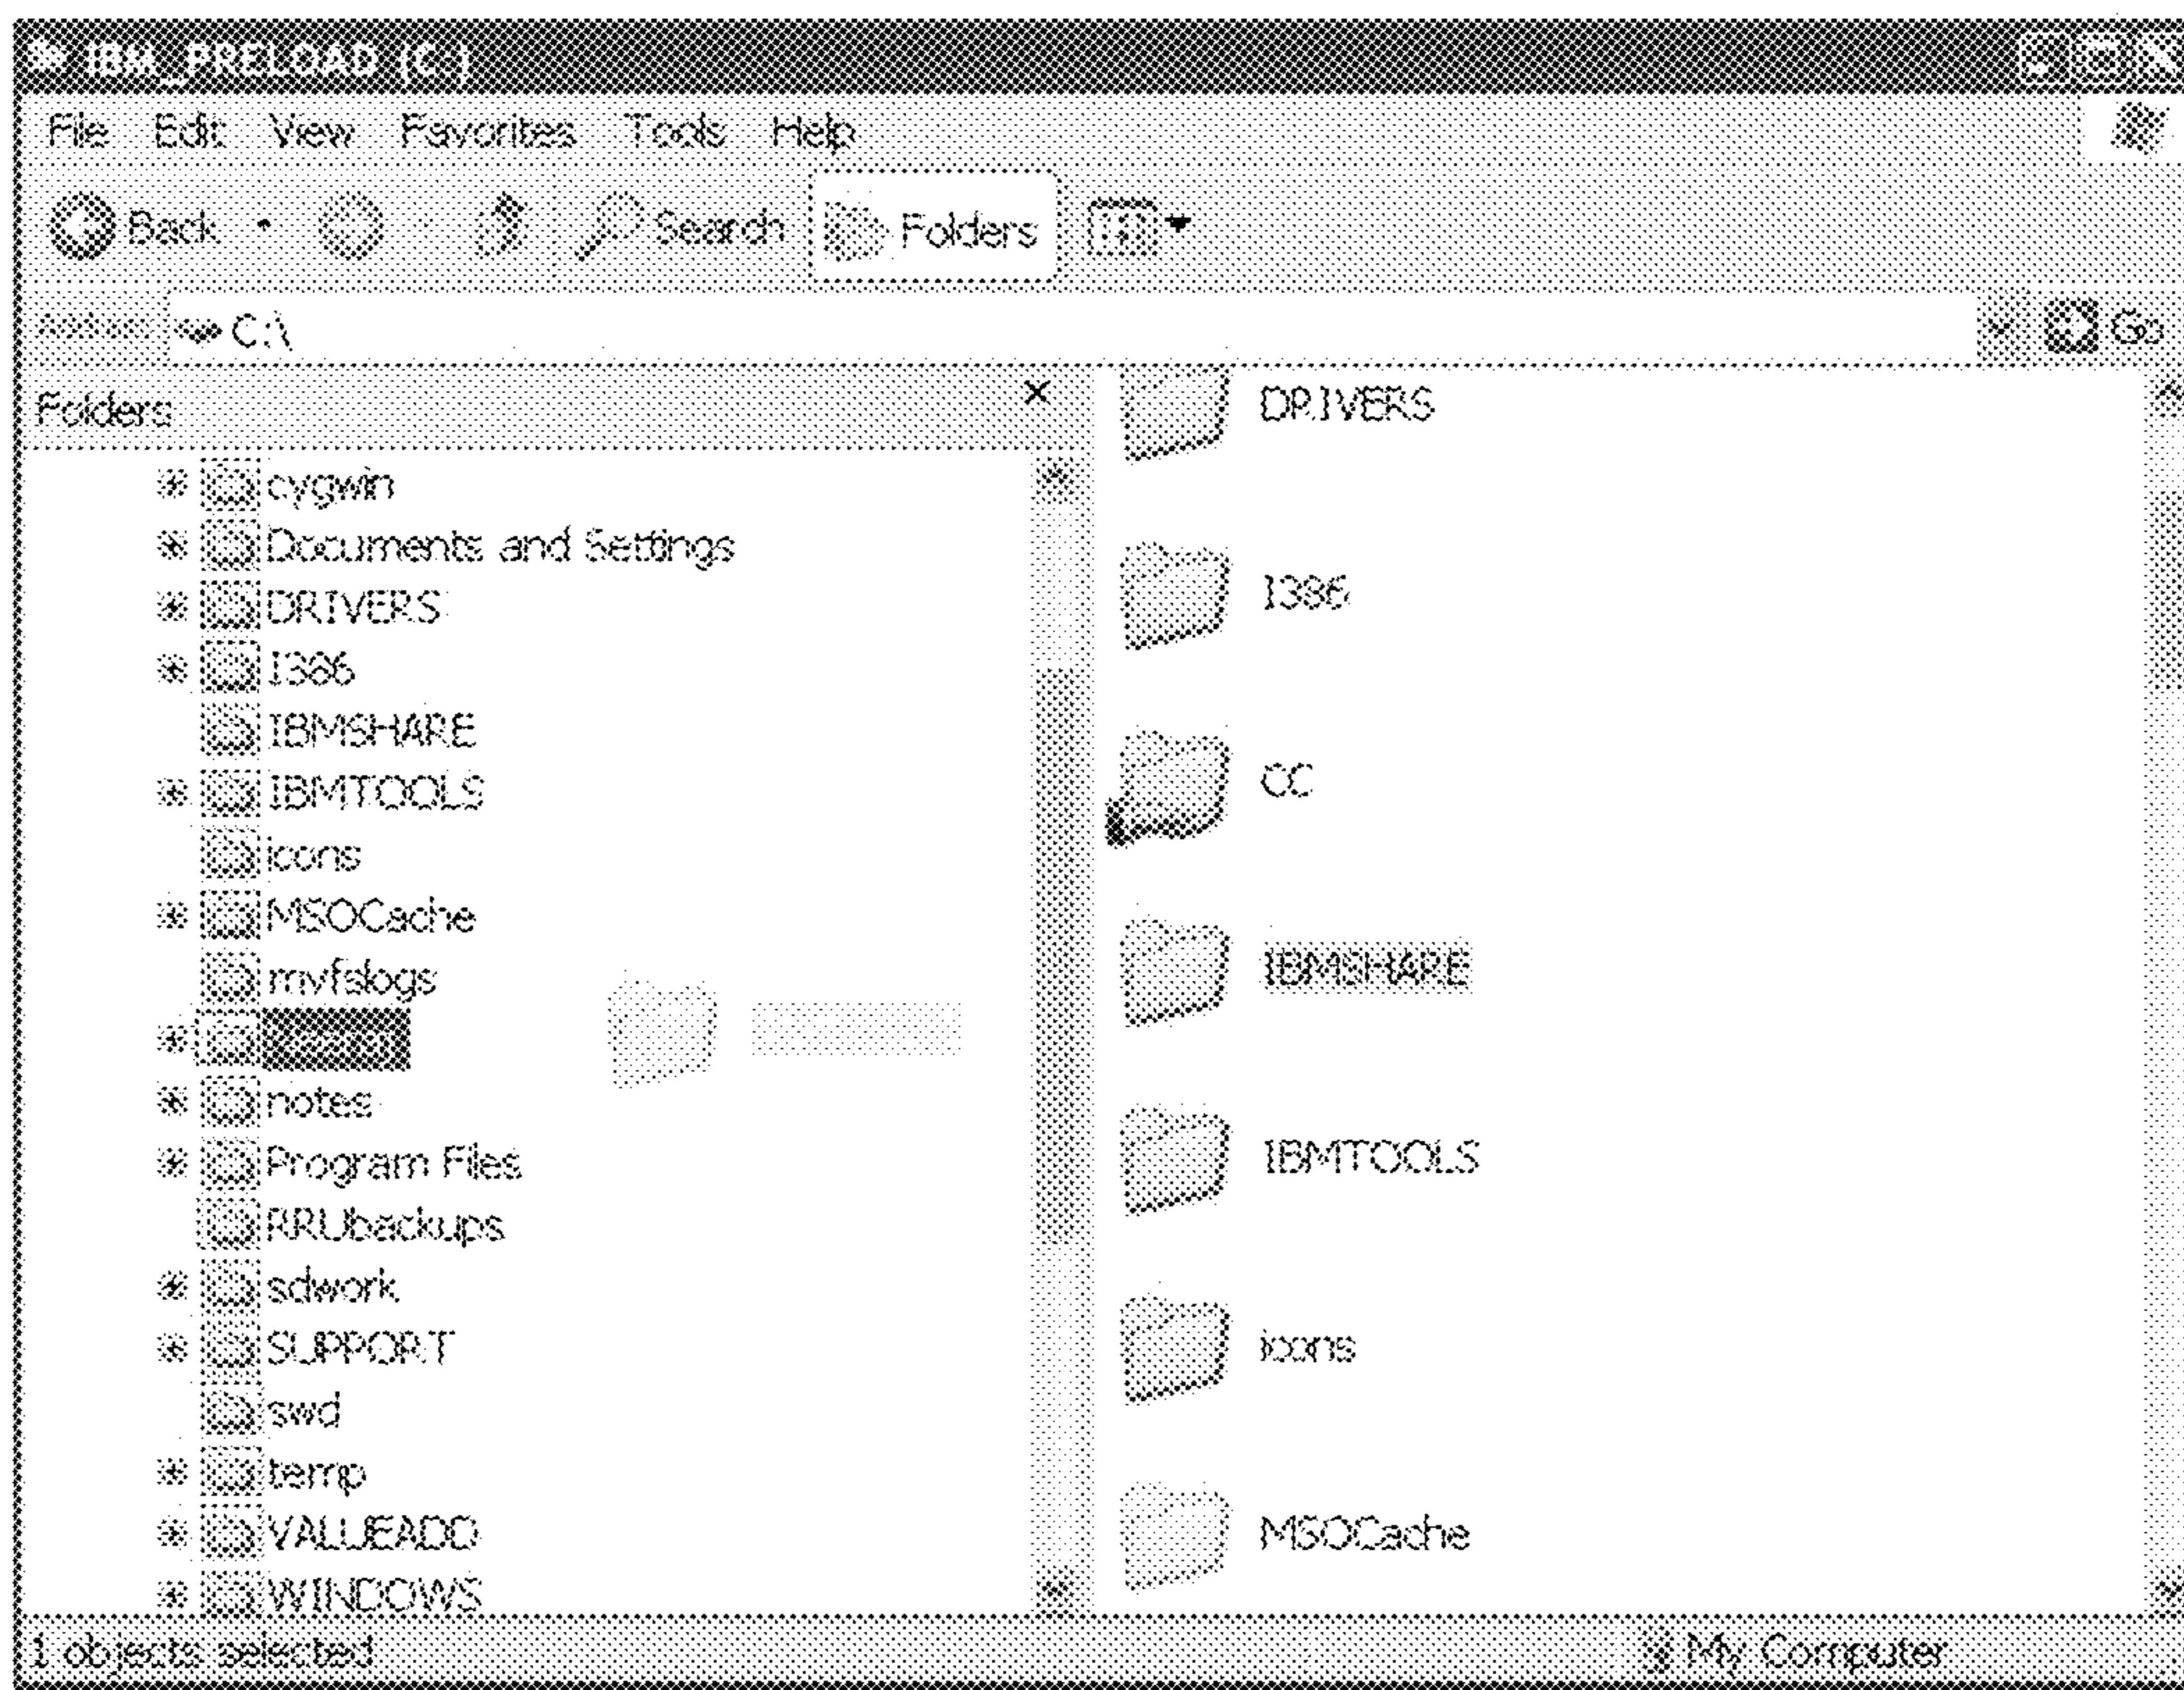 IBM_PRELOAD (C:)
File Edit View Favorites Tools Help
Back Search Folders
C:\ Go
Folders
cygwin
Documents and Settings
DRIVERS
I386
IBMSHARE
IBMTOOLS
icons
MSOCache
mvfslogs
notes
Program Files
RRUbackups
sdwork
SUPPORT
swd
temp
VALUEADD
WINDOWS
DRIVERS
I386
CC
IBMSHARE
IBMTOOLS
icons
MSOCache
1 objects selected
My Computer